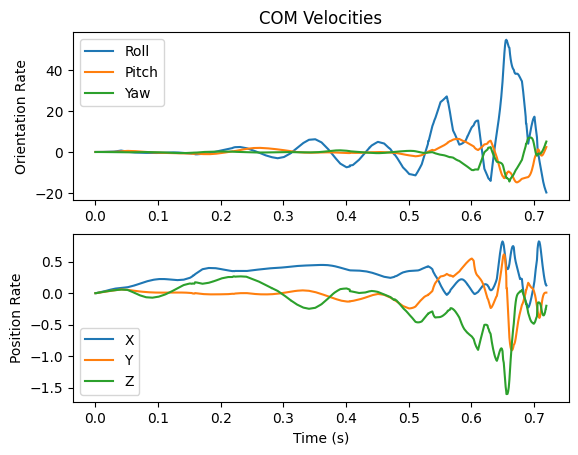 COM Velocities
Orientation Rate
40
20
0
−20
Roll
Pitch
Yaw
0.0 0.1 0.2 0.3 0.4 0.5 0.6 0.7
Position Rate
0.5
0.0
−0.5
−1.0
−1.5
X
Y
Z
0.0 0.1 0.2 0.3 0.4 0.5 0.6 0.7
Time (s)